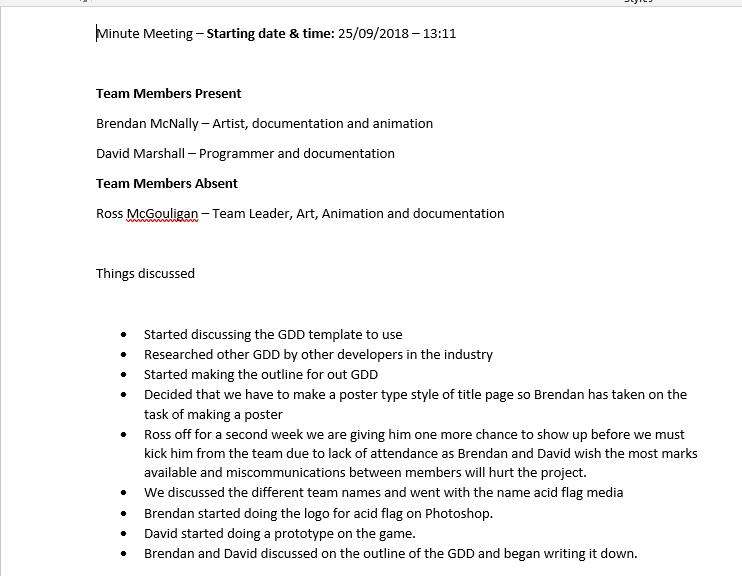 Minute Meeting – Starting date & time: 25/09/2018 – 13:11
Team Members Present
Brendan McNally – Artist, documentation and animation
David Marshall – Programmer and documentation
Team Members Absent
Ross McGouligan – Team Leader, Art, Animation and documentation
Things discussed
• Started discussing the GDD template to use
• Researched other GDD by other developers in the industry
• Started making the outline for out GDD
• Decided that we have to make a poster type style of title page so Brendan has taken on the
task of making a poster
• Ross off for a second week we are giving him one more chance to show up before we must
kick him from the team due to lack of attendance as Brendan and David wish the most marks
available and miscommunications between members will hurt the project.
• We discussed the different team names and went with the name acid flag media
• Brendan started doing the logo for acid flag on Photoshop.
• David started doing a prototype on the game.
• Brendan and David discussed on the outline of the GDD and began writing it down.